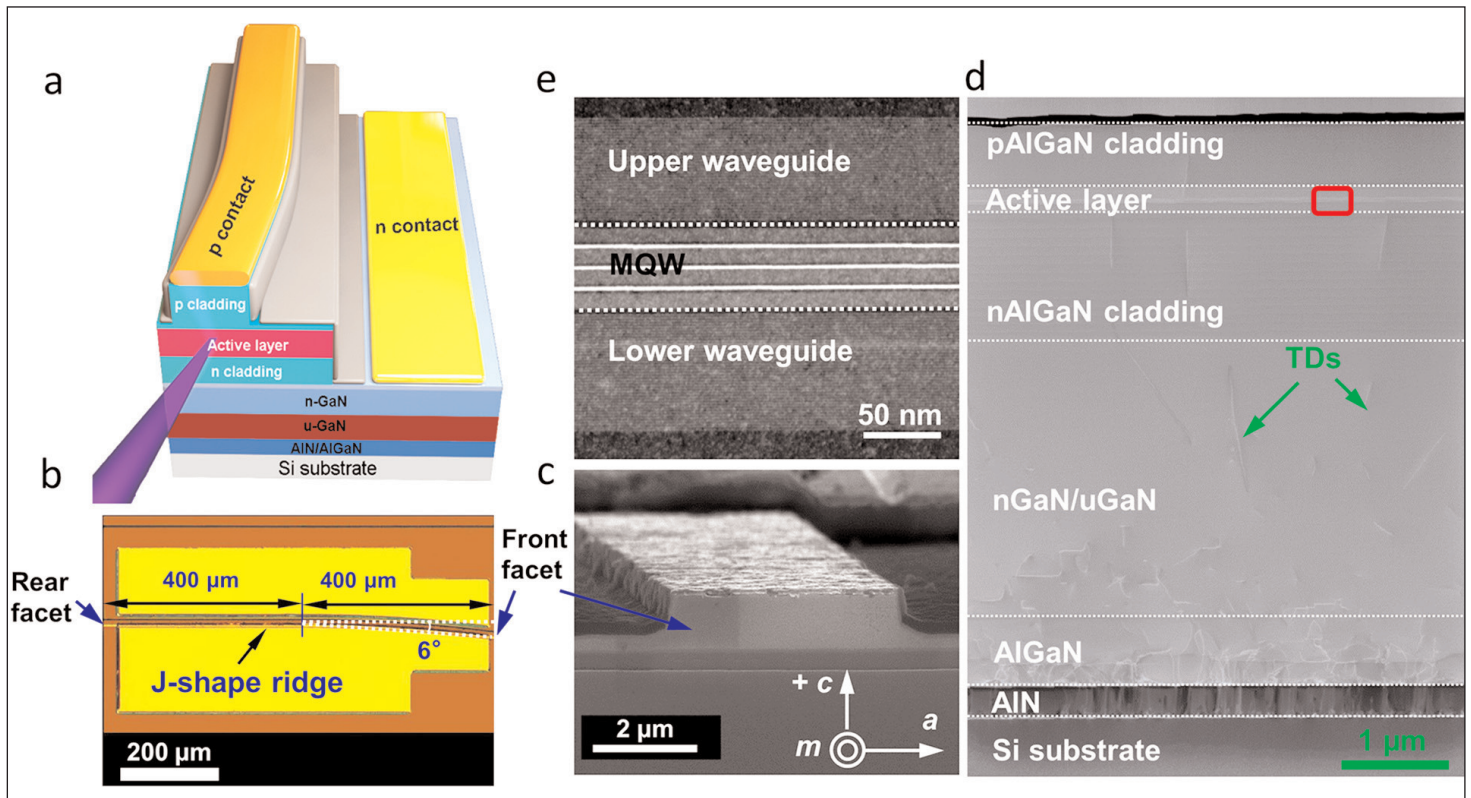 a
p contact
n contact
p cladding
Active layer
n cladding
n-GaN
u-GaN
AlN/AlGaN
Si substrate
b
Rear
facet
400 µm
400 µm
Front
facet
6°
J-shape ridge
200 µm
e
Upper waveguide
MQW
Lower waveguide
50 nm
c
+ c
a
m
2 µm
d
pAlGaN cladding
Active layer
nAlGaN cladding
TDs
nGaN/uGaN
AlGaN
AlN
Si substrate
1 µm